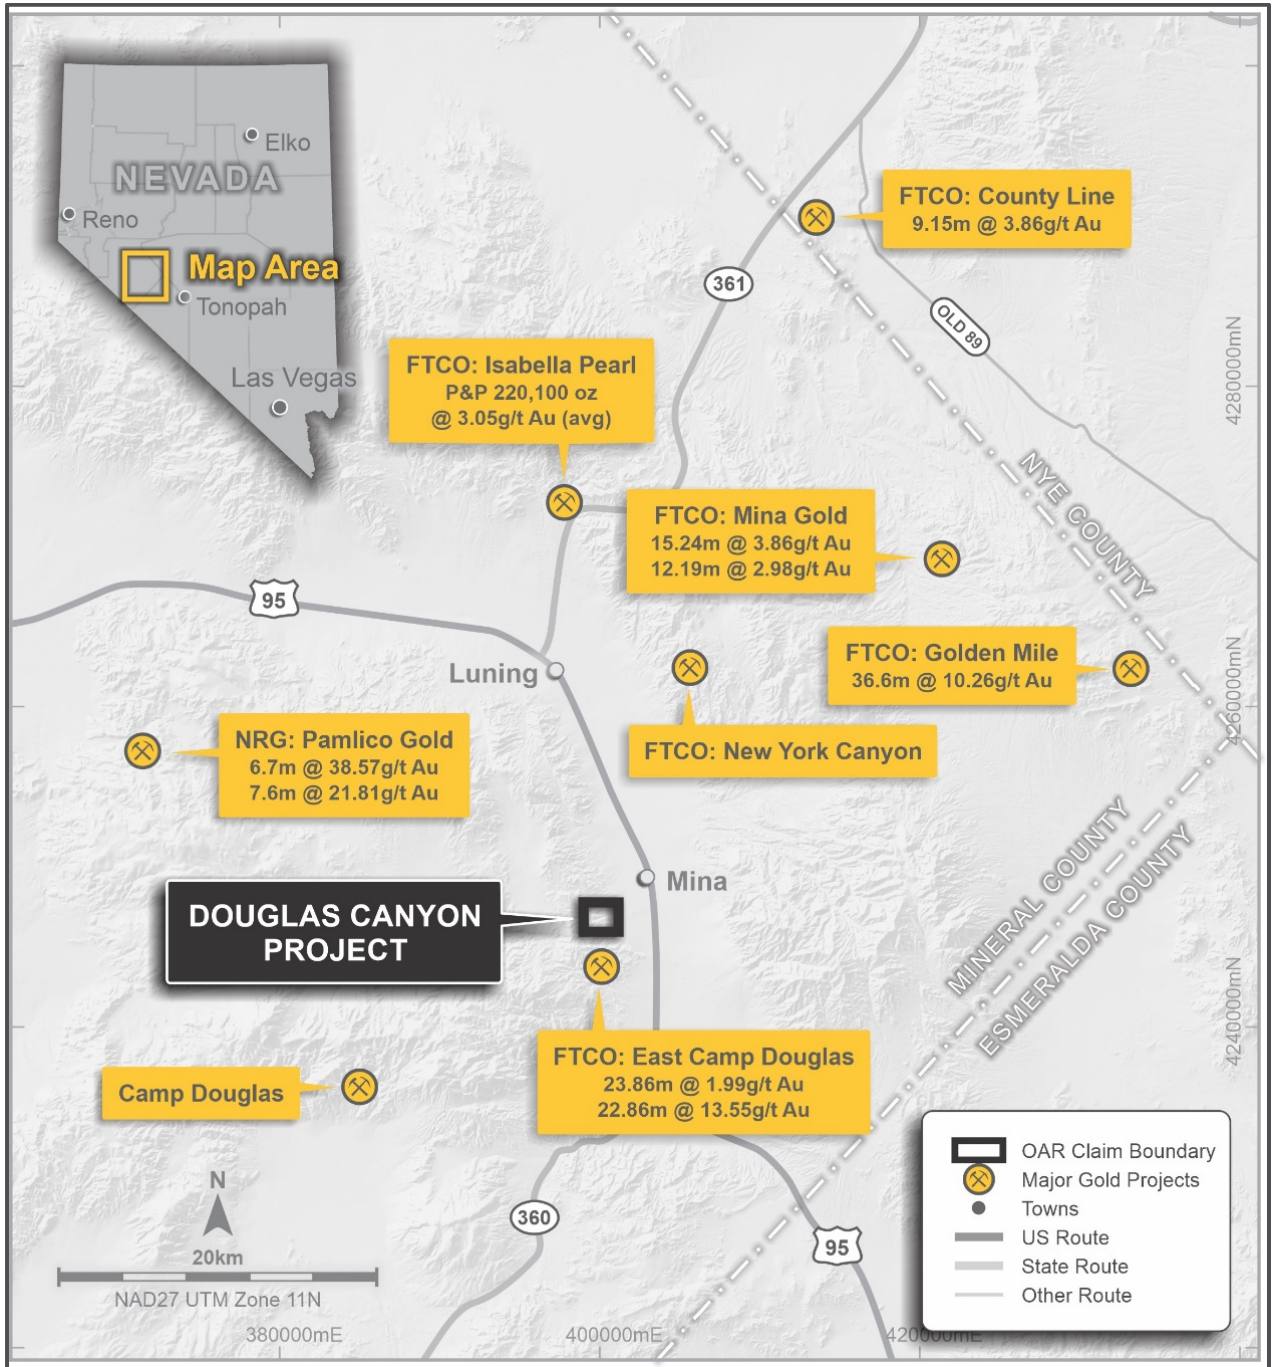 Elko
NEVADA
Reno
Map Area
Tonopah
Las Vegas
FTCO: County Line
9.15m @ 3.86g/t Au
361
OLD 89
4280000mN
FTCO: Isabella Pearl
P&P 220,100 oz
@ 3.05g/t Au (avg)
NYE COUNTY
FTCO: Mina Gold
15.24m @ 3.86g/t Au
12.19m @ 2.98g/t Au
95
Luning
FTCO: Golden Mile
36.6m @ 10.26g/t Au
4260000mN
NRG: Pamlico Gold
6.7m @ 38.57g/t Au
7.6m @ 21.81g/t Au
FTCO: New York Canyon
MINERAL COUNTY
ESMERALDA COUNTY
Mina
DOUGLAS CANYON
PROJECT
4240000mN
FTCO: East Camp Douglas
23.86m @ 1.99g/t Au
22.86m @ 13.55g/t Au
Camp Douglas
N
20km
NAD27 UTM Zone 11N
360
95
OAR Claim Boundary
Major Gold Projects
Towns
US Route
State Route
Other Route
380000mE
400000mE
420000mE